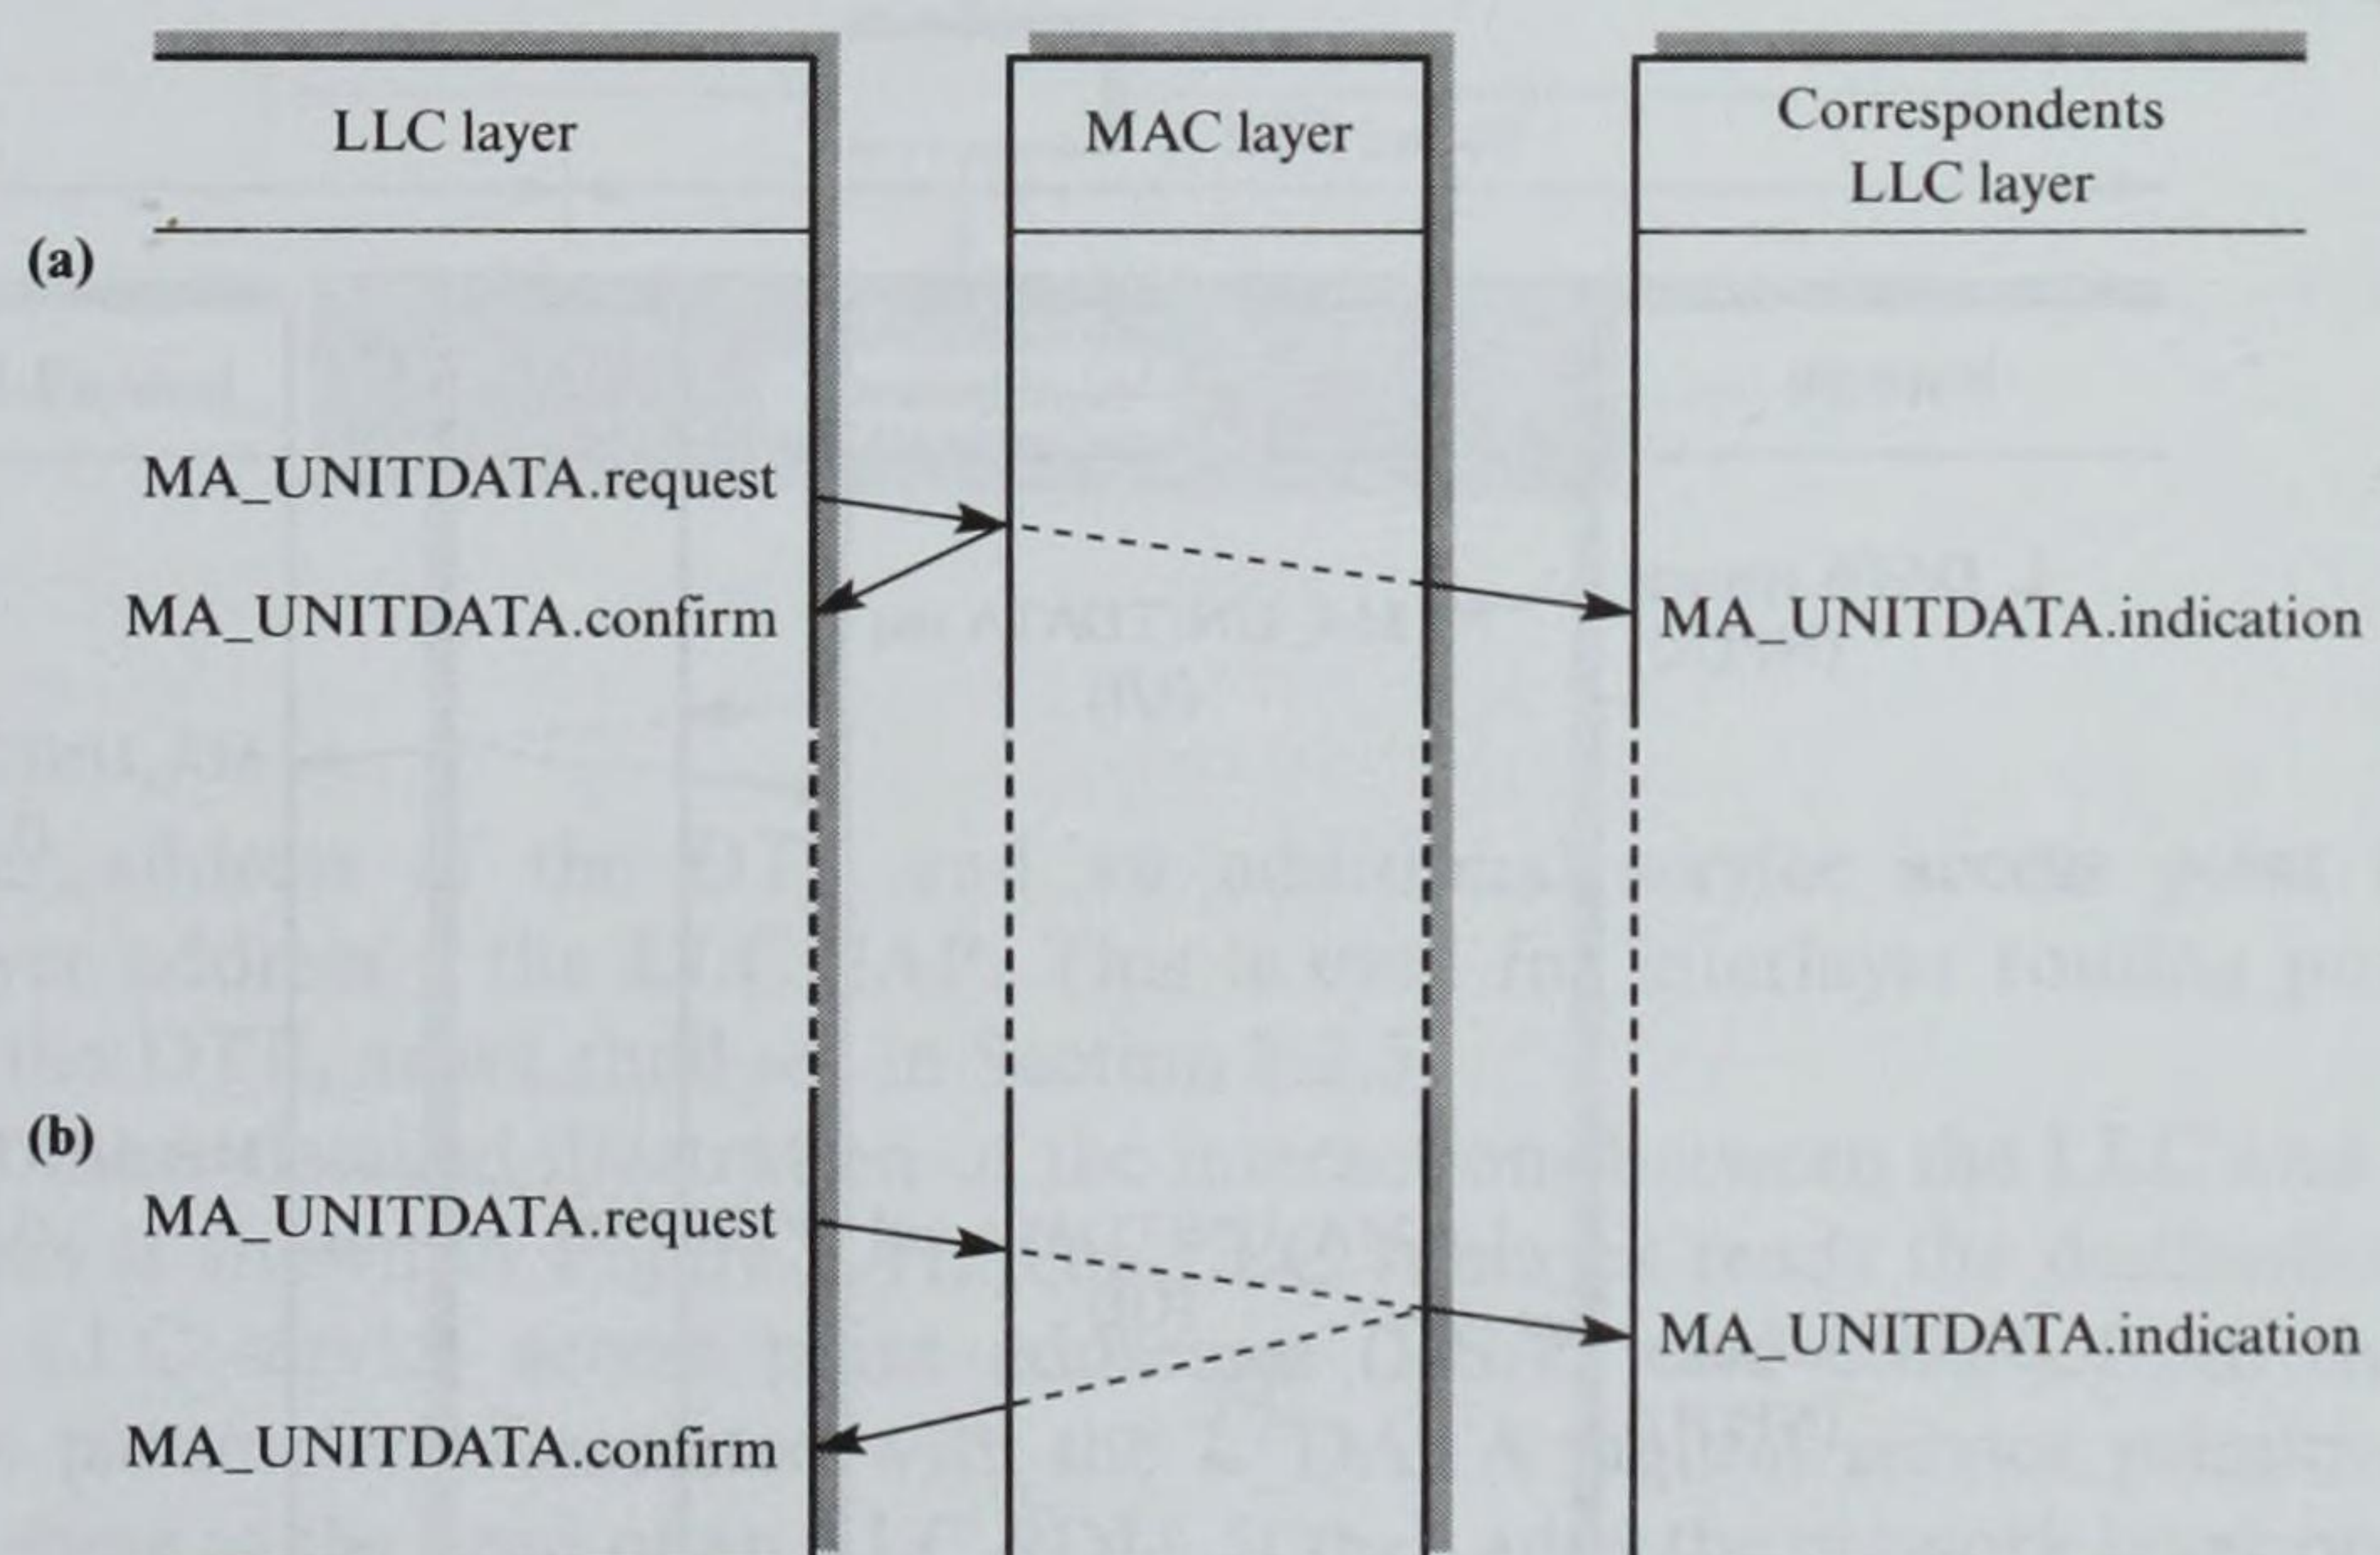 LLC layer
MAC layer
Correspondents
LLC layer
(a)
MA_UNITDATA.request
MA_UNITDATA.confirm
MA_UNITDATA.indication
(b)
MA_UNITDATA.request
MA_UNITDATA.indication
MA_UNITDATA.confirm